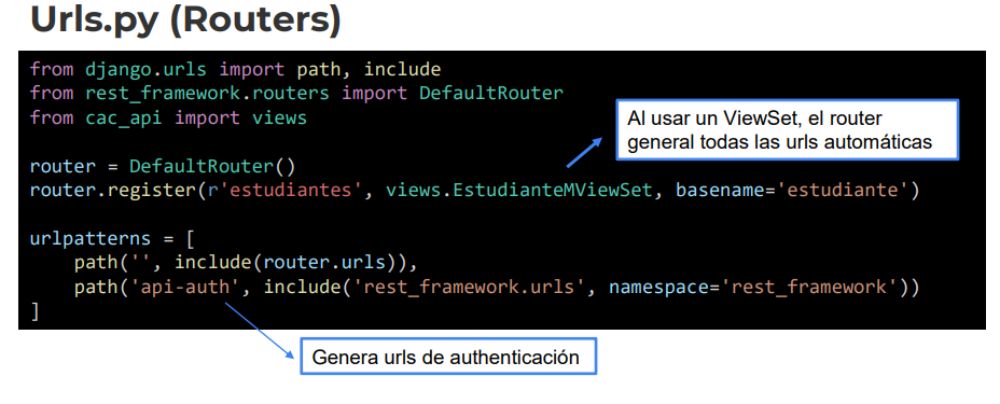 Urls.py (Routers)
from django.urls import path, include
from rest_framework.routers import DefaultRouter
from cac_api import views
Al usar un ViewSet, el router
general todas las urls automáticas
router = DefaultRouter()
router.register(r'estudiantes', views.EstudianteMViewSet, basename='estudiante')
urlpatterns = [
    path('', include(router.urls)),
    path('api-auth', include('rest_framework.urls', namespace='rest_framework'))
]
Genera urls de authenticación